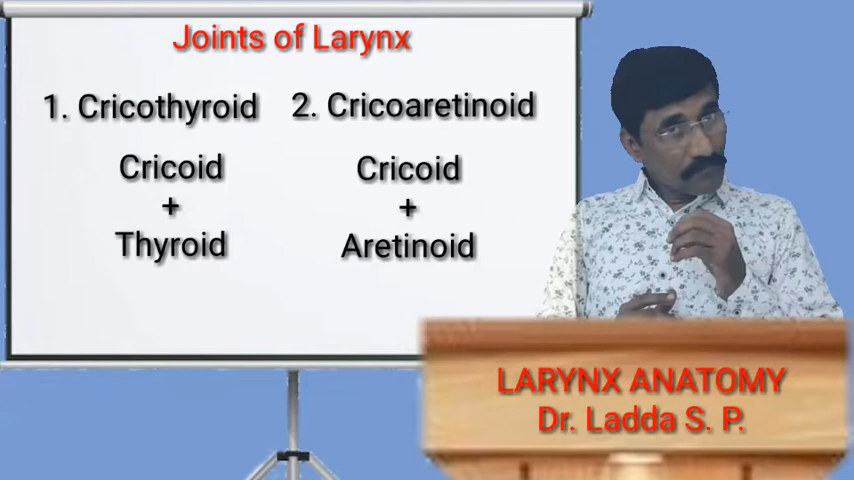 Joints of Larynx
1. Cricothyroid
Cricoid
+
Thyroid
2. Cricoaretinoid
Cricoid
+
Aretinoid
LARYNX ANATOMY
Dr. Ladda S. P.